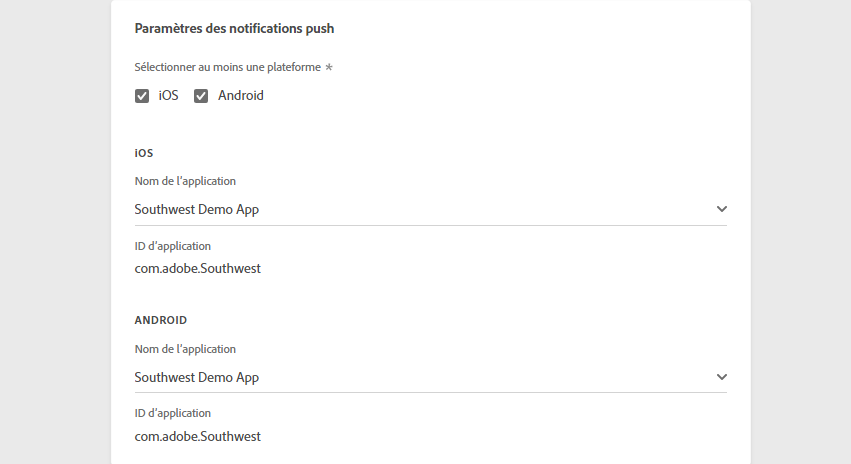 Paramètres des notifications push
Sélectionner au moins une plateforme *
iOS Android
iOS
Nom de l’application
Southwest Demo App
ID d’application
com.adobe.Southwest
ANDROID
Nom de l’application
Southwest Demo App
ID d’application
com.adobe.Southwest